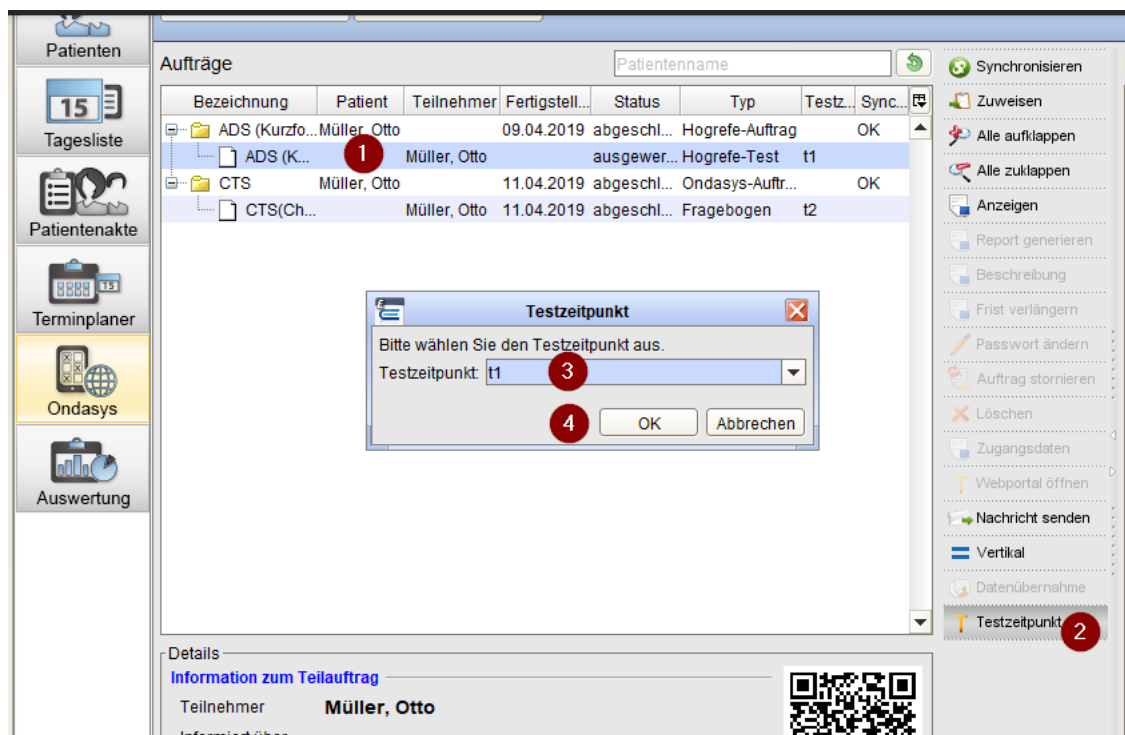 Patienten
Tagesliste
15
Patientenakte
Terminplaner
15
Ondasys
Auswertung
Aufträge
Patientenname
Bezeichnung Patient Teilnehmer Fertigstell... Status Typ Testz... Sync...
ADS (Kurzfo... Müller, Otto 09.04.2019 abgeschl... Hogrefe-Auftrag OK
ADS (K... 1 Müller, Otto ausgewer... Hogrefe-Test t1
CTS Müller, Otto 11.04.2019 abgeschl... Ondasys-Auftr... OK
CTS(Ch... Müller, Otto 11.04.2019 abgeschl... Fragebogen t2
Testzeitpunkt
Bitte wählen Sie den Testzeitpunkt aus.
Testzeitpunkt: t1 3
4 OK Abbrechen
Synchronisieren
Zuweisen
Alle aufklappen
Alle zuklappen
Anzeigen
Report generieren
Beschreibung
Frist verlängern
Passwort ändern
Auftrag stornieren
Löschen
Zugangsdaten
Webportal öffnen
Nachricht senden
Vertikal
Datenübernahme
Testzeitpunkt 2
Details
Information zum Teilauftrag
Teilnehmer Müller, Otto
Informiert über